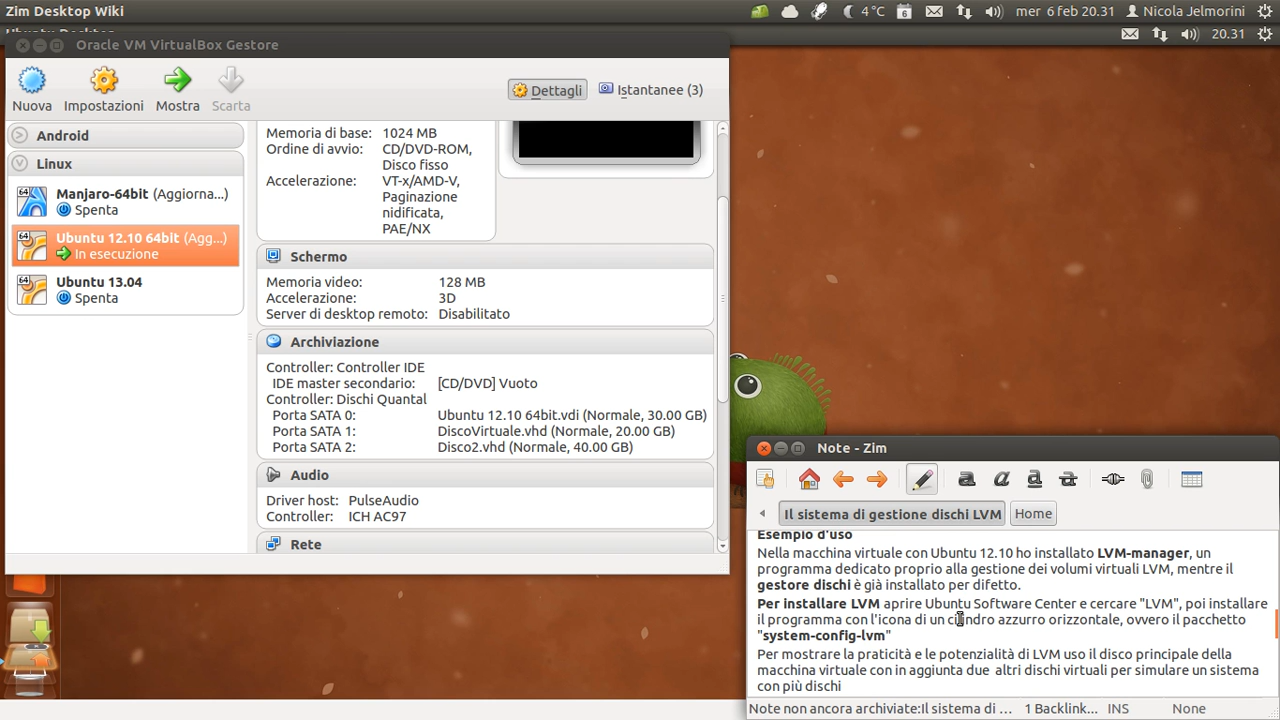 Zim Desktop Wiki
4 °C
mer 6 feb 20.31
Nicola Jelmorini
20.31
Oracle VM VirtualBox Gestore
Nuova
Impostazioni
Mostra
Scarta
Dettagli
Istantanee (3)
Android
Linux
64
Manjaro-64bit (Aggiorna...)
Spenta
64
Ubuntu 12.10 64bit (Agg...)
In esecuzione
64
Ubuntu 13.04
Spenta
Memoria di base: 1024 MB
Ordine di avvio: CD/DVD-ROM,
Disco fisso
Accelerazione: VT-x/AMD-V,
Paginazione
nidificata,
PAE/NX
Schermo
Memoria video: 128 MB
Accelerazione: 3D
Server di desktop remoto: Disabilitato
Archiviazione
Controller: Controller IDE
IDE master secondario: [CD/DVD] Vuoto
Controller: Dischi Quantal
Porta SATA 0: Ubuntu 12.10 64bit.vdi (Normale, 30.00 GB)
Porta SATA 1: DiscoVirtuale.vhd (Normale, 20.00 GB)
Porta SATA 2: Disco2.vhd (Normale, 40.00 GB)
Audio
Driver host: PulseAudio
Controller: ICH AC97
Rete
Note - Zim
a a a a
Il sistema di gestione dischi LVM
Home
Esempio d'uso
Nella macchina virtuale con Ubuntu 12.10 ho installato LVM-manager, un
programma dedicato proprio alla gestione dei volumi virtuali LVM, mentre il
gestore dischi è già installato per difetto.
Per installare LVM aprire Ubuntu Software Center e cercare "LVM", poi installare
il programma con l'icona di un cilindro azzurro orizzontale, ovvero il pacchetto
"system-config-lvm"
Per mostrare la praticità e le potenzialità di LVM uso il disco principale della
macchina virtuale con in aggiunta due altri dischi virtuali per simulare un sistema
con più dischi
Note non ancora archiviate:Il sistema di ...
1 Backlink...
INS
None